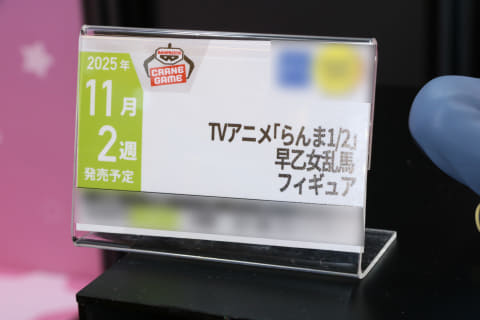 2025年
11月
2週
発売予定
CRANE
GAME
TVアニメ「らんま1/2」
早乙女乱馬
フィギュア